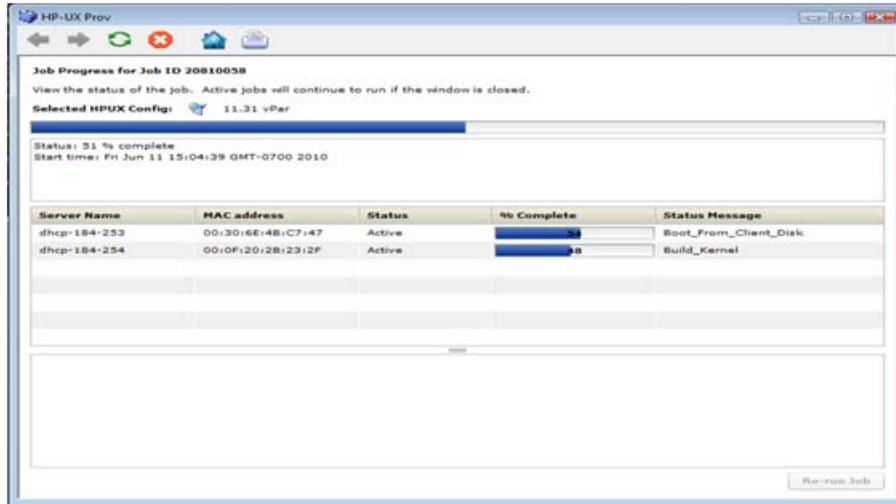 HP-UX Prov
Job Progress for Job ID 20810058
View the status of the job. Active jobs will continue to run if the window is closed.
Selected HPUX Config: 11.31 vPar
Status: 51 % complete
Start time: Fri Jun 11 15:04:39 GMT-0700 2010
Server Name MAC address Status % Complete Status Message
dhcp-184-253 00:30:6E:4B:C7:47 Active 54 Boot_From_Client_Disk
dhcp-184-254 00:0F:20:2B:23:2F Active 48 Build_Kernel
Re-run Job